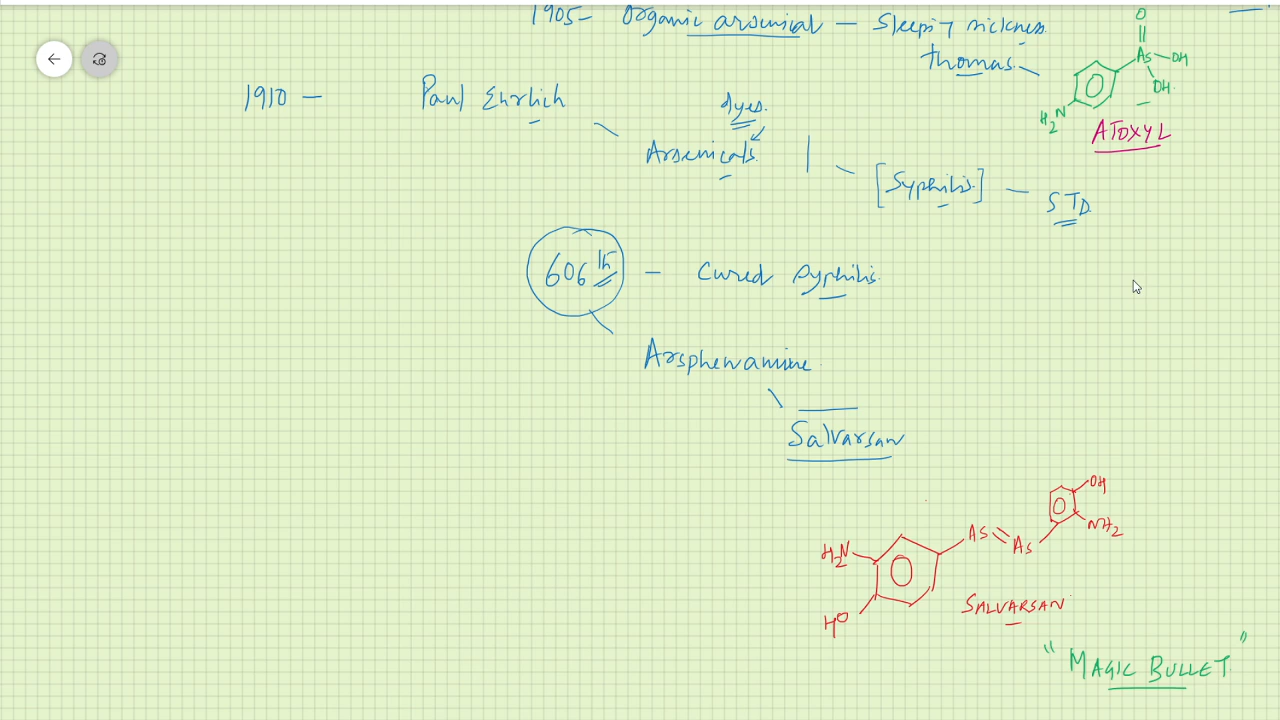 1905- Organic arsenical — Sleeping sickness
thomas
O
As OH
OH
H2N
ATOXYL
1910 — Paul Ehrlich
dyes
Arsenicals
[Syphilis] — STD
606th — Cured syphilis
Arsphenamine
Salvarsan
OH
NH2
As
As
H2N
HO
SALVARSAN
"MAGIC BULLET"